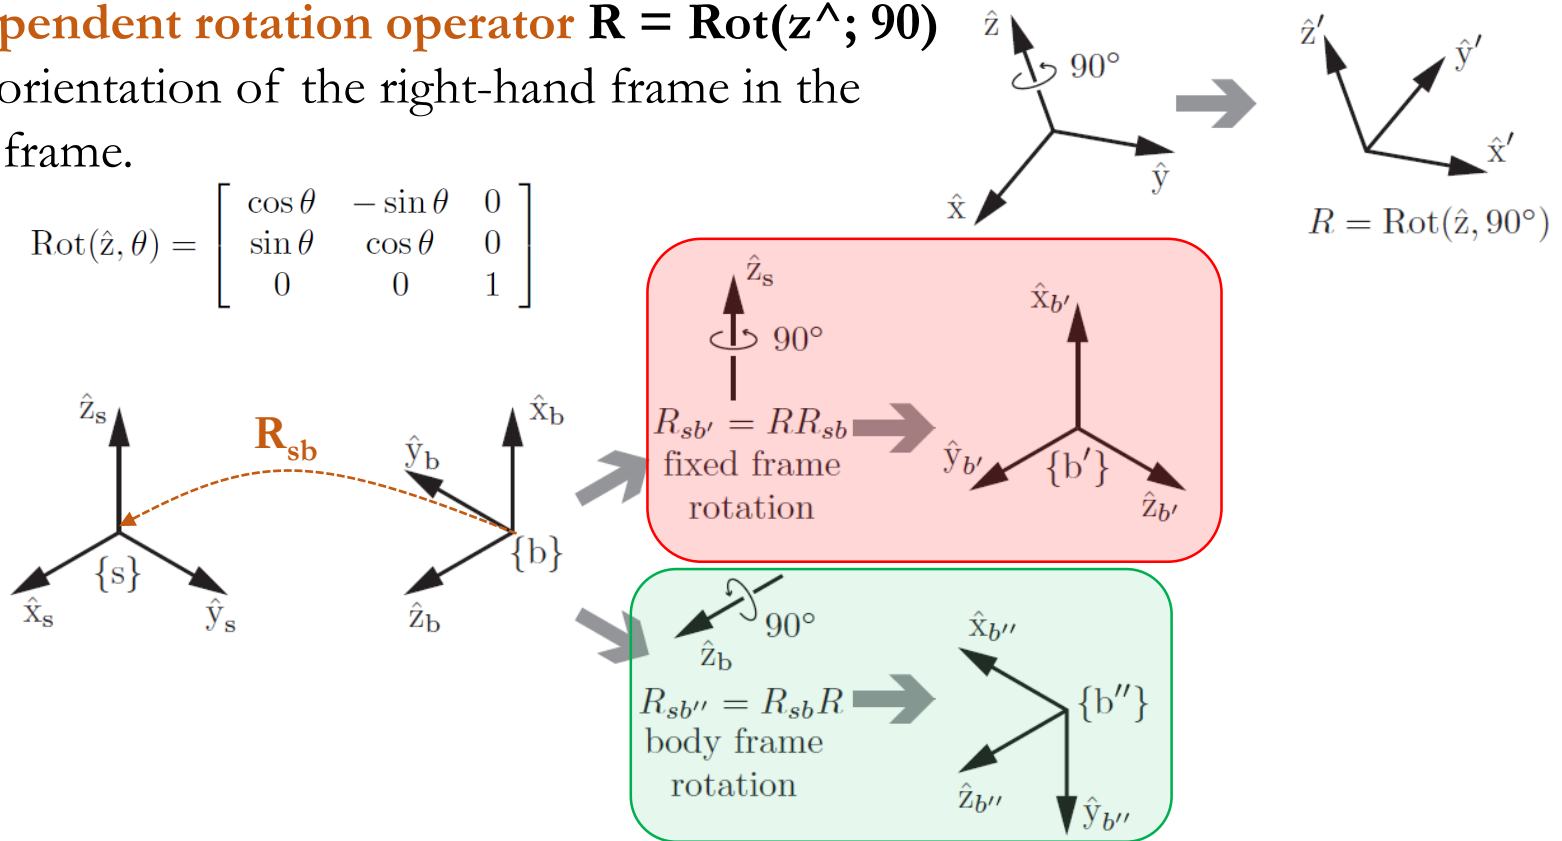 pendent rotation operator R = Rot(z^; 90)
orientation of the right-hand frame in the
frame.
Rot(ẑ, θ) = [ cos θ − sin θ 0
sin θ cos θ 0
0 0 1 ]
ẑ
90°
x̂
ŷ
ẑ′
ŷ′
x̂′
R = Rot(ẑ, 90°)
ẑs
Rsb
x̂s
{s}
ŷs
x̂b
ŷb
{b}
ẑb
ẑs
90°
Rsb′ = RRsb
fixed frame
rotation
x̂b′
ŷb′
{b′}
ẑb′
90°
ẑb
Rsb″ = RsbR
body frame
rotation
x̂b″
{b″}
ẑb″
ŷb″